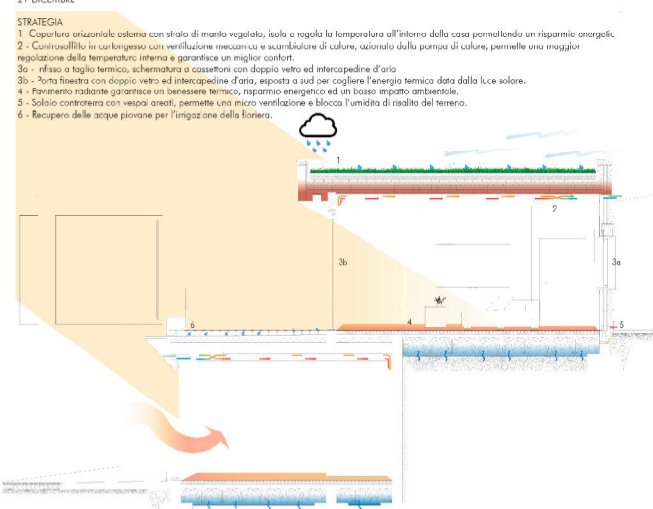 21 DICEMBRE
STRATEGIA
1 Copertura orizzontale esterna con strato di manto vegetato, isola e regola la temperatura all'interno della casa permettendo un risparmio energetic
2 - Controsoffitto in cartongesso con ventilazione meccanica e scambiatore di calore, azionato dalla pompa di calore, permette una maggior
regolazione della temperatura interna e garantisce un miglior confort.
3a - Infisso a taglio termico, schermatura a cassettoni con doppio vetro ed intercapedine d'aria
3b - Porta finestra con doppio vetro ed intercapedine d'aria, esposta a sud per cogliere l'energia termica data dalla luce solare.
4 - Pavimento radiante garantisce un benessere termico, risparmio energetico ed un basso impatto ambientale.
5 - Solaio controterra con vespai areati, permette una micro ventilazione e blocca l'umidita di risalita del terreno.
6 - Recupero delle acque piovane per l'irrigazione della fioriera.
1
2
3b
3a
6
4
5